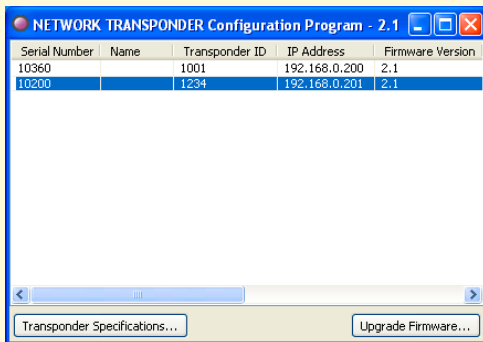 NETWORK TRANSPONDER Configuration Program - 2.1
Serial Number Name Transponder ID IP Address Firmware Version
10360 1001 192.168.0.200 2.1
10200 1234 192.168.0.201 2.1
Transponder Specifications... Upgrade Firmware...